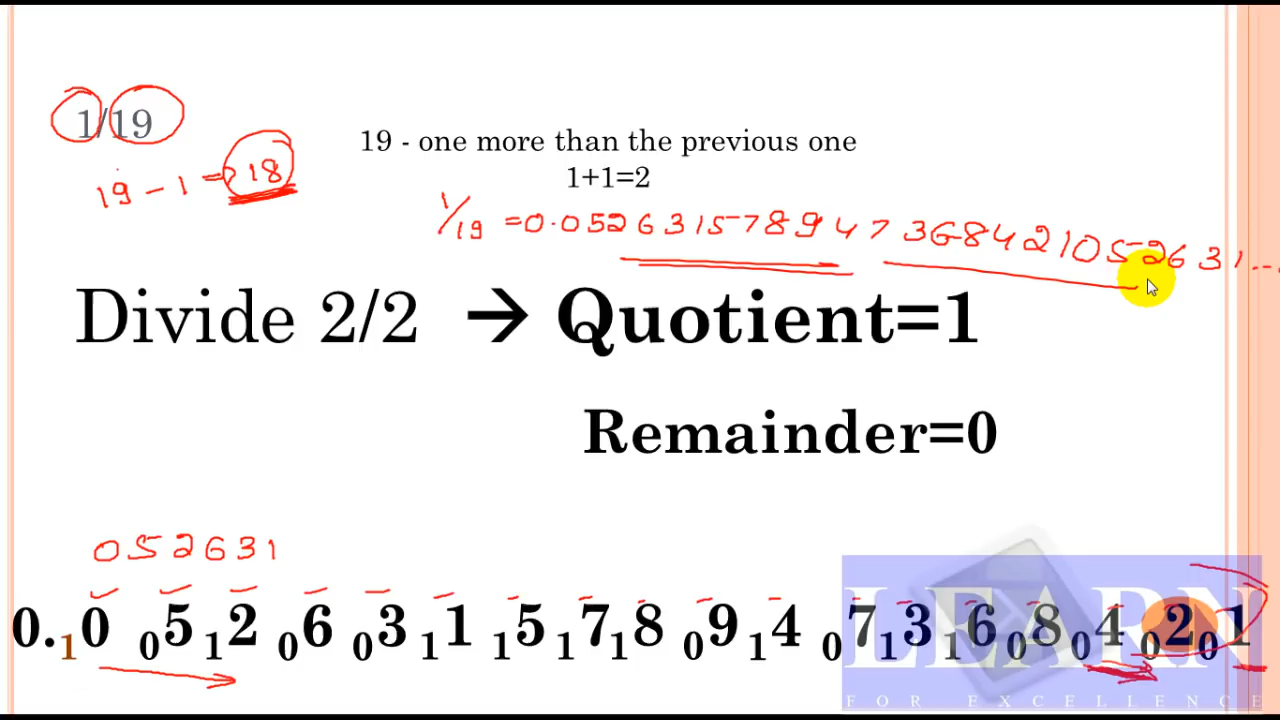 1/19
19 - one more than the previous one
19 - 1 = 18
1+1=2
1/19 = 0.052631578947368421052631...
Divide 2/2 → Quotient=1
Remainder=0
052631
0.₁0 ₀5 ₁2 ₀6 ₀3 ₁1 ₁5 ₁7 ₁8 ₀9 ₁4 ₀7 ₁3 ₁6 ₀8 ₀4 ₀2 ₀1
LEARN
FOR EXCELLENCE